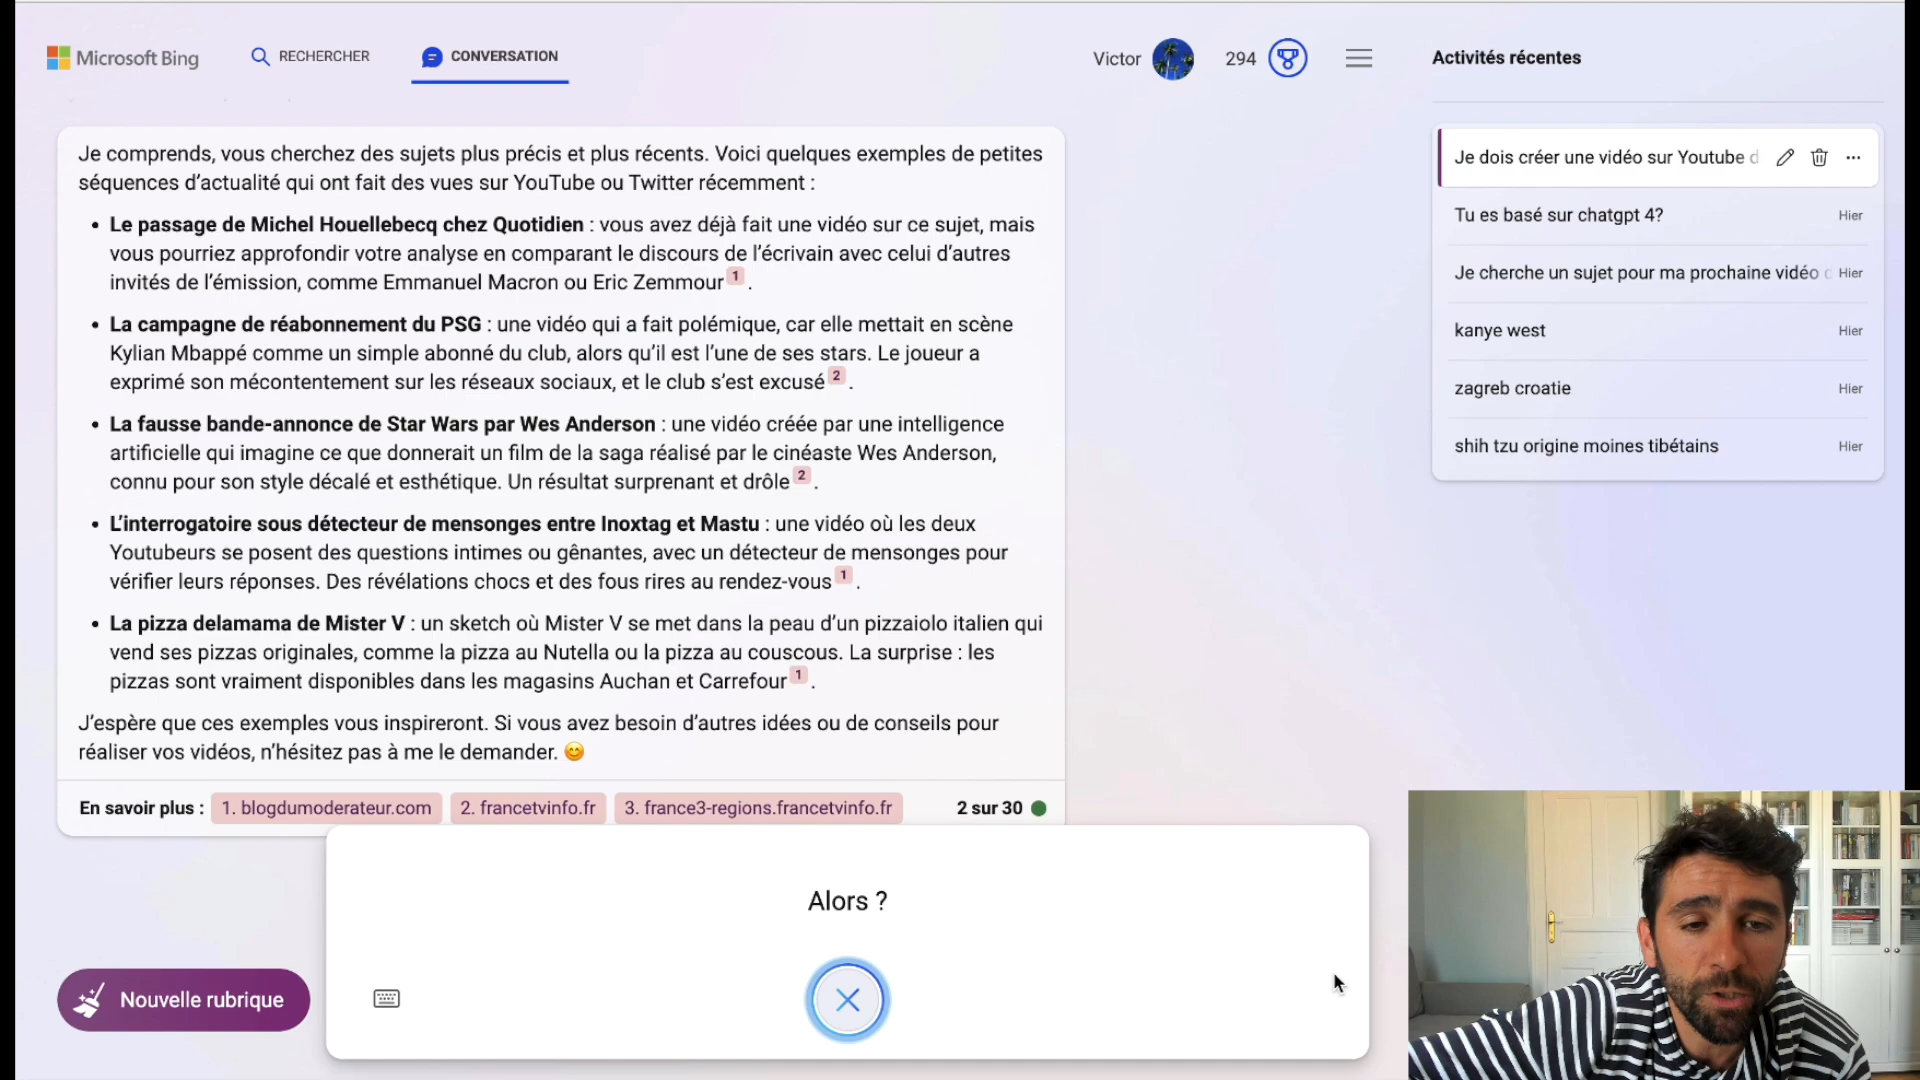 Microsoft Bing
RECHERCHER
CONVERSATION
Victor
294
Activités récentes
Je comprends, vous cherchez des sujets plus précis et plus récents. Voici quelques exemples de petites
séquences d’actualité qui ont fait des vues sur YouTube ou Twitter récemment :
• Le passage de Michel Houellebecq chez Quotidien : vous avez déjà fait une vidéo sur ce sujet, mais
vous pourriez approfondir votre analyse en comparant le discours de l’écrivain avec celui d’autres
invités de l’émission, comme Emmanuel Macron ou Eric Zemmour 1 .
• La campagne de réabonnement du PSG : une vidéo qui a fait polémique, car elle mettait en scène
Kylian Mbappé comme un simple abonné du club, alors qu’il est l’une de ses stars. Le joueur a
exprimé son mécontentement sur les réseaux sociaux, et le club s’est excusé 2 .
• La fausse bande-annonce de Star Wars par Wes Anderson : une vidéo créée par une intelligence
artificielle qui imagine ce que donnerait un film de la saga réalisé par le cinéaste Wes Anderson,
connu pour son style décalé et esthétique. Un résultat surprenant et drôle 2 .
• L’interrogatoire sous détecteur de mensonges entre Inoxtag et Mastu : une vidéo où les deux
Youtubeurs se posent des questions intimes ou gênantes, avec un détecteur de mensonges pour
vérifier leurs réponses. Des révélations chocs et des fous rires au rendez-vous 1 .
• La pizza delamama de Mister V : un sketch où Mister V se met dans la peau d’un pizzaiolo italien qui
vend ses pizzas originales, comme la pizza au Nutella ou la pizza au couscous. La surprise : les
pizzas sont vraiment disponibles dans les magasins Auchan et Carrefour 1 .
J’espère que ces exemples vous inspireront. Si vous avez besoin d’autres idées ou de conseils pour
réaliser vos vidéos, n’hésitez pas à me le demander. 😊
En savoir plus : 1. blogdumoderateur.com 2. francetvinfo.fr 3. france3-regions.francetvinfo.fr 2 sur 30
Je dois créer une vidéo sur Youtube d
Tu es basé sur chatgpt 4? Hier
Je cherche un sujet pour ma prochaine vidéo Hier
kanye west Hier
zagreb croatie Hier
shih tzu origine moines tibétains Hier
Alors ?
Nouvelle rubrique